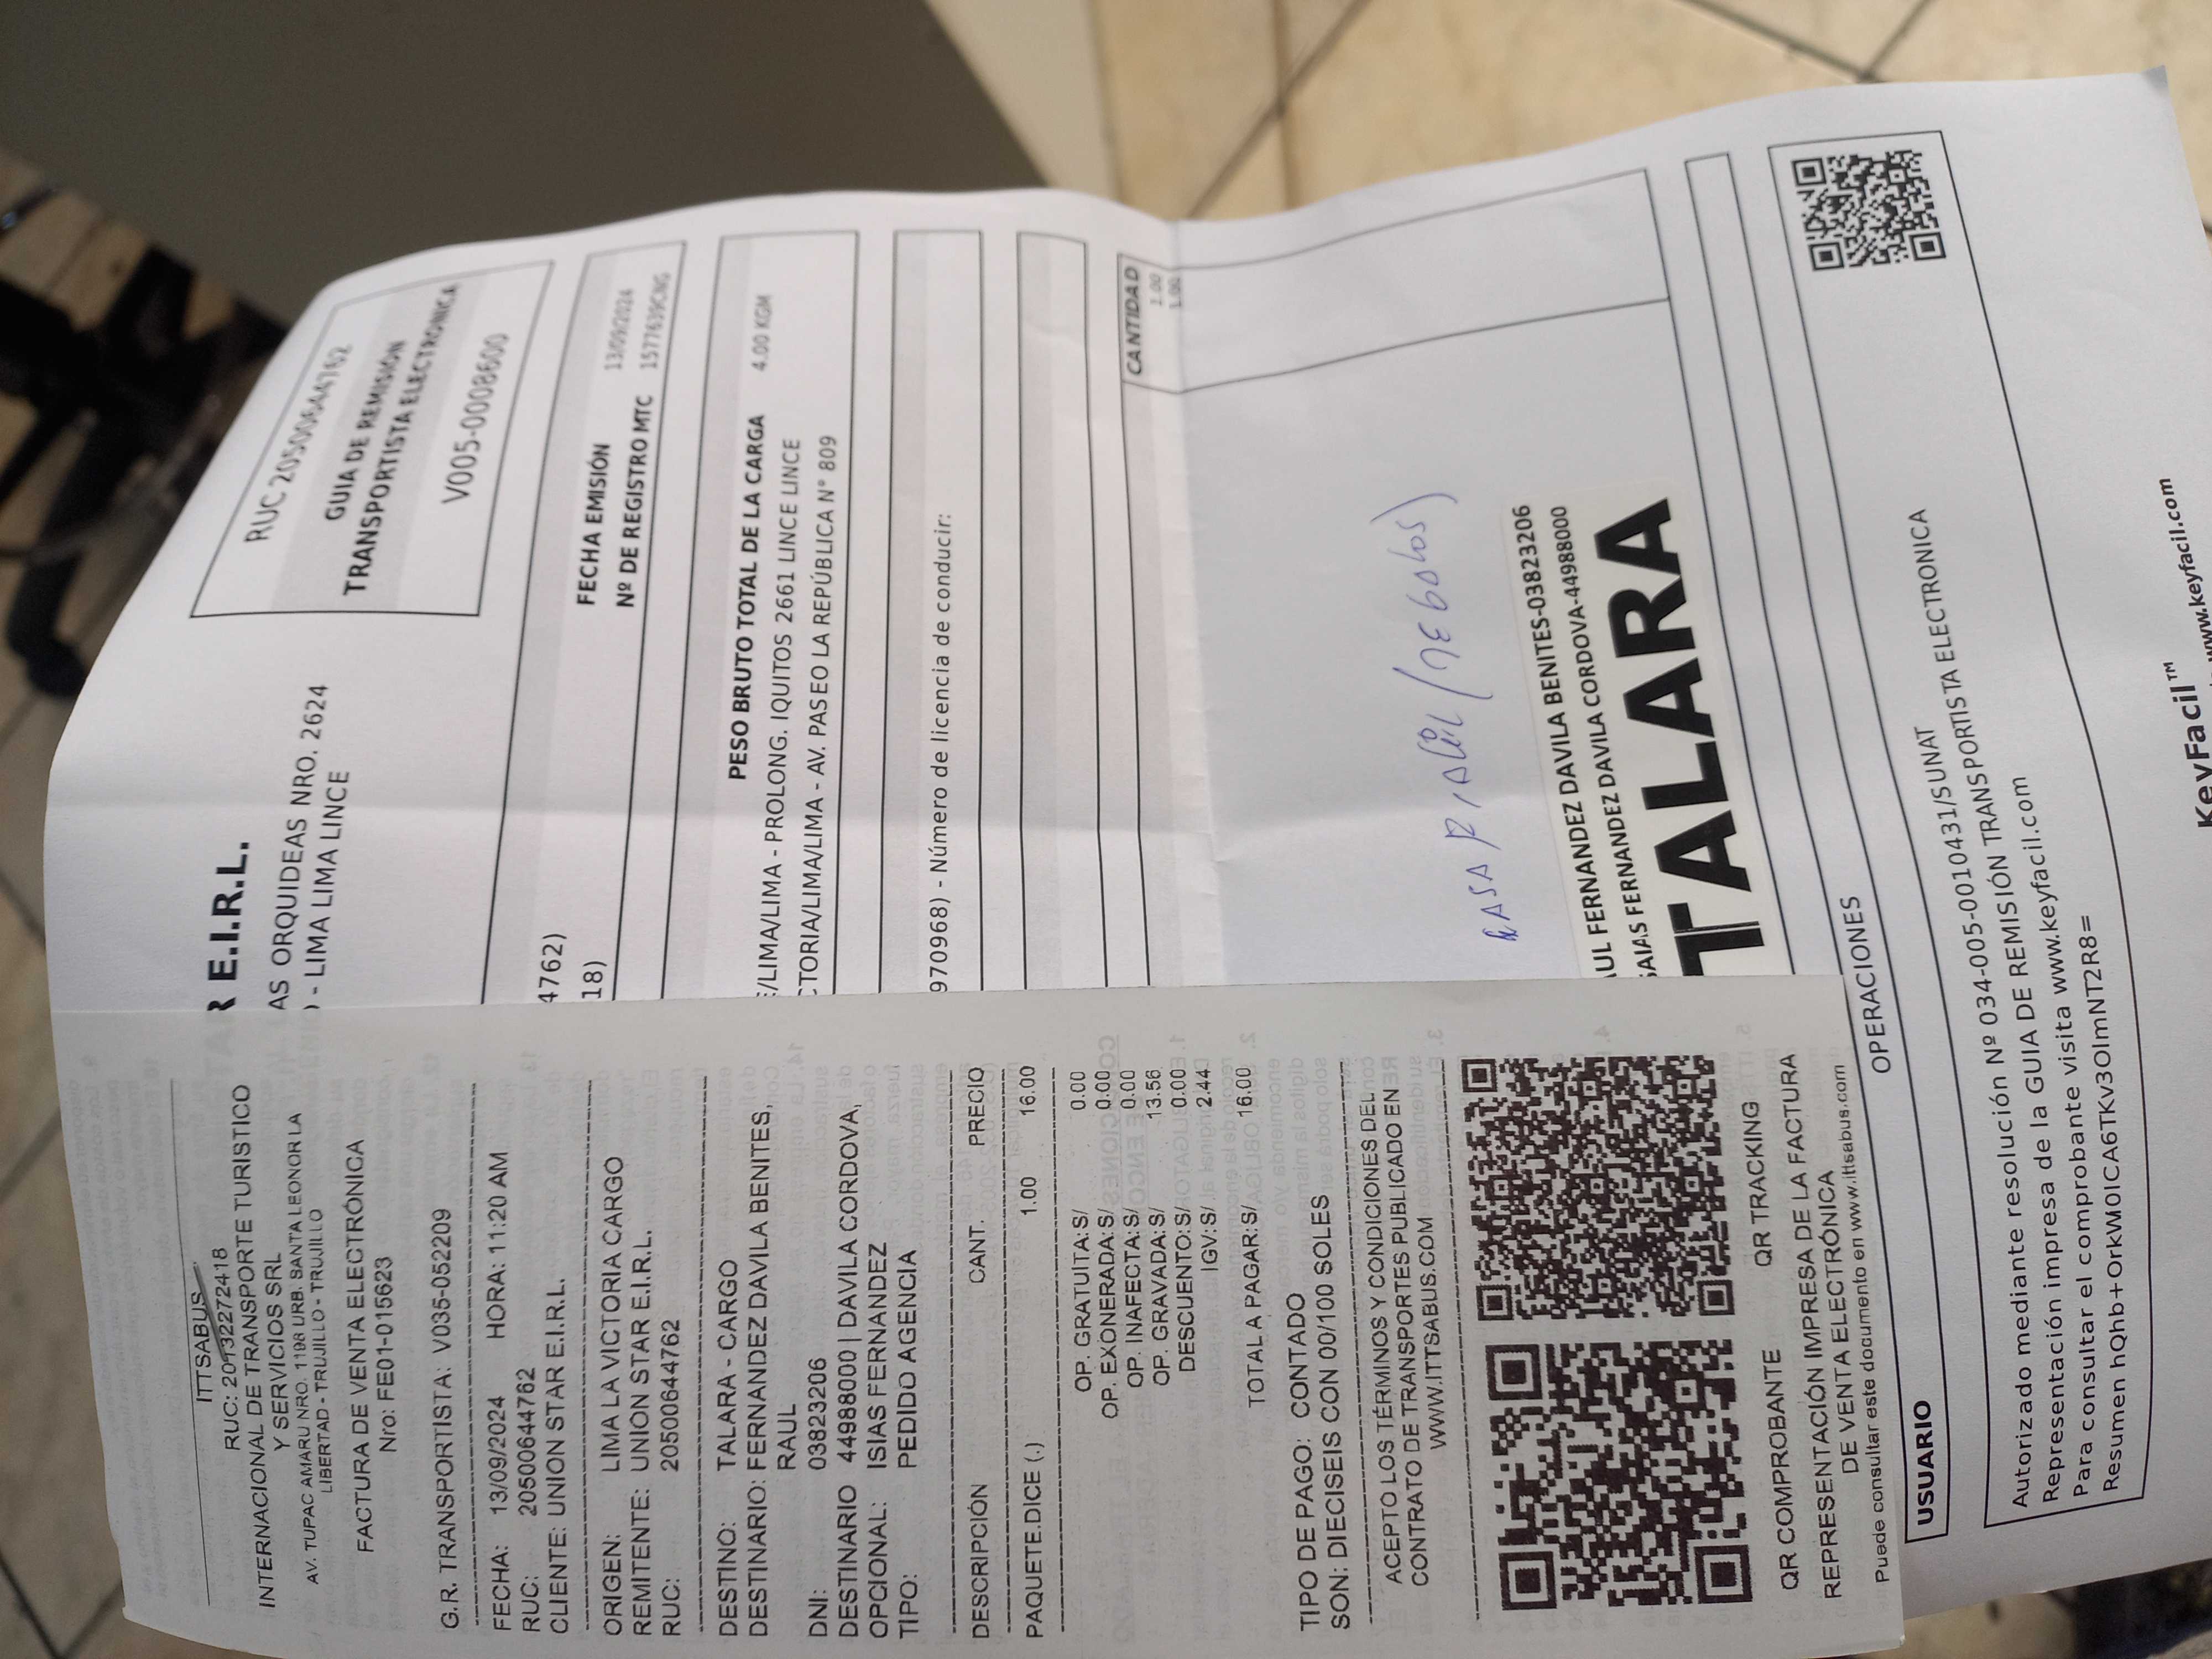 ITTSABUS
RUC: 20132272418
INTERNACIONAL DE TRANSPORTE TURISTICO
Y SERVICIOS SRL
AV. TUPAC AMARU NRO. 1198 URB. SANTA LEONOR LA
LIBERTAD - TRUJILLO - TRUJILLO
FACTURA DE VENTA ELECTRÓNICA
Nro: FE01-015623
G.R. TRANSPORTISTA: V035-052209
FECHA: 13/09/2024 HORA: 11:20 AM
RUC: 20500644762
CLIENTE: UNION STAR E.I.R.L.
ORIGEN: LIMA LA VICTORIA CARGO
REMITENTE: UNION STAR E.I.R.L.
RUC: 20500644762
DESTINO: TALARA - CARGO
DESTINATARIO: FERNANDEZ DAVILA BENITES,
RAUL
DNI: 03823206
DESTINARIO 44988000 | DAVILA CORDOVA,
OPCIONAL: ISIAS FERNANDEZ
TIPO: PEDIDO AGENCIA
DESCRIPCIÓN CANT. PRECIO
PAQUETE.DICE (.) 1.00 16.00
OP. GRATUITA:S/ 0.00
OP. EXONERADA:S/ 0.00
OP. INAFECTA:S/ 0.00
OP. GRAVADA:S/ 13.56
DESCUENTO:S/ 0.00
IGV:S/ 2.44
TOTAL A PAGAR:S/ 16.00
TIPO DE PAGO: CONTADO
SON: DIECISEIS CON 00/100 SOLES
ACEPTO LOS TÉRMINOS Y CONDICIONES DEL
CONTRATO DE TRANSPORTES PUBLICADO EN
WWW.ITTSABUS.COM
QR COMPROBANTE QR TRACKING
REPRESENTACIÓN IMPRESA DE LA FACTURA
DE VENTA ELECTRÓNICA
Puede consultar este documento en www.ittsabus.com
R E.I.R.L.
AS ORQUIDEAS NRO. 2624
) - LIMA LIMA LINCE
RUC 20500644762
GUIA DE REMISIÓN
TRANSPORTISTA ELECTRONICA
V005-0008600
4762)
18)
FECHA EMISIÓN 13/09/2024
Nº DE REGISTRO MTC 1577639CNG
PESO BRUTO TOTAL DE LA CARGA 4.00 KGM
E/LIMA/LIMA - PROLONG. IQUITOS 2661 LINCE LINCE
CTORIA/LIMA/LIMA - AV. PASEO LA REPÚBLICA N° 809
970968) - Número de licencia de conducir:
CANTIDAD
1.00
1.00
AUL FERNANDEZ DAVILA BENITES-03823206
SAIAS FERNANDEZ DAVILA CORDOVA-44988000
TALARA
OPERACIONES
USUARIO
Autorizado mediante resolución Nº 034-005-0010431/SUNAT
Representación impresa de la GUIA DE REMISIÓN TRANSPORTISTA ELECTRONICA
Para consultar el comprobante visita www.keyfacil.com
Resumen hQhb+OrkW0lCA6TKv3OlmNT2R8=
KeyFacil™
www.keyfacil.com